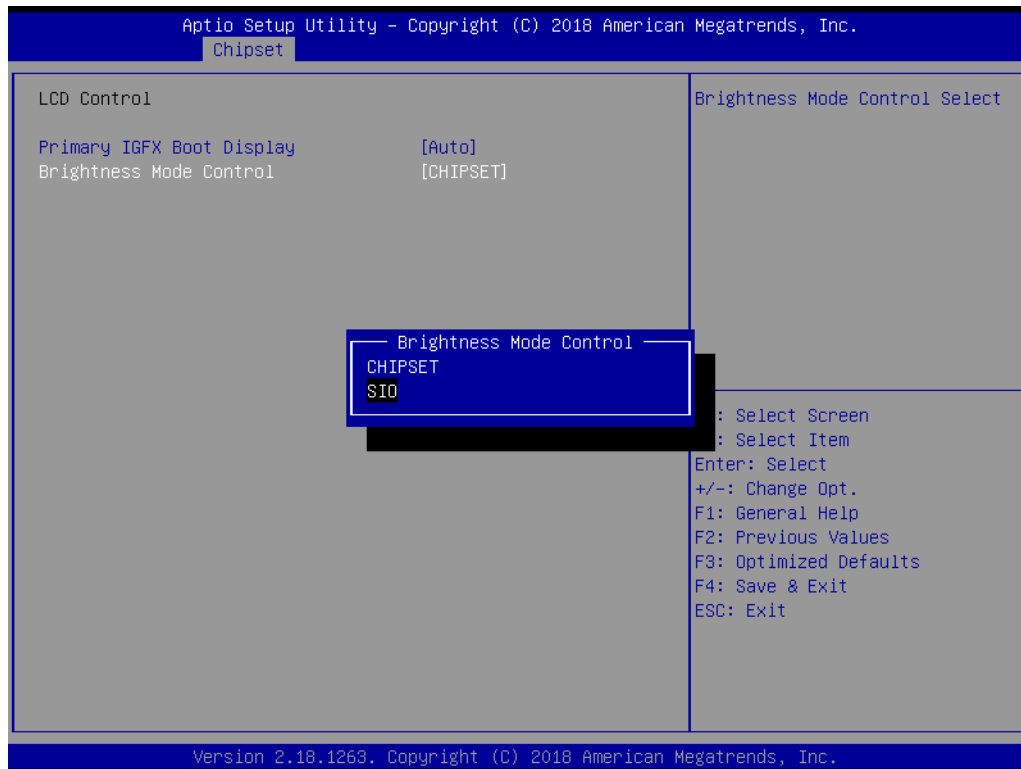 Aptio Setup Utility – Copyright (C) 2018 American Megatrends, Inc.
Chipset
LCD Control
Primary IGFX Boot Display [Auto]
Brightness Mode Control [CHIPSET]
Brightness Mode Control Select
Brightness Mode Control
CHIPSET
SIO
: Select Screen
: Select Item
Enter: Select
+/-: Change Opt.
F1: General Help
F2: Previous Values
F3: Optimized Defaults
F4: Save & Exit
ESC: Exit
Version 2.18.1263. Copyright (C) 2018 American Megatrends, Inc.